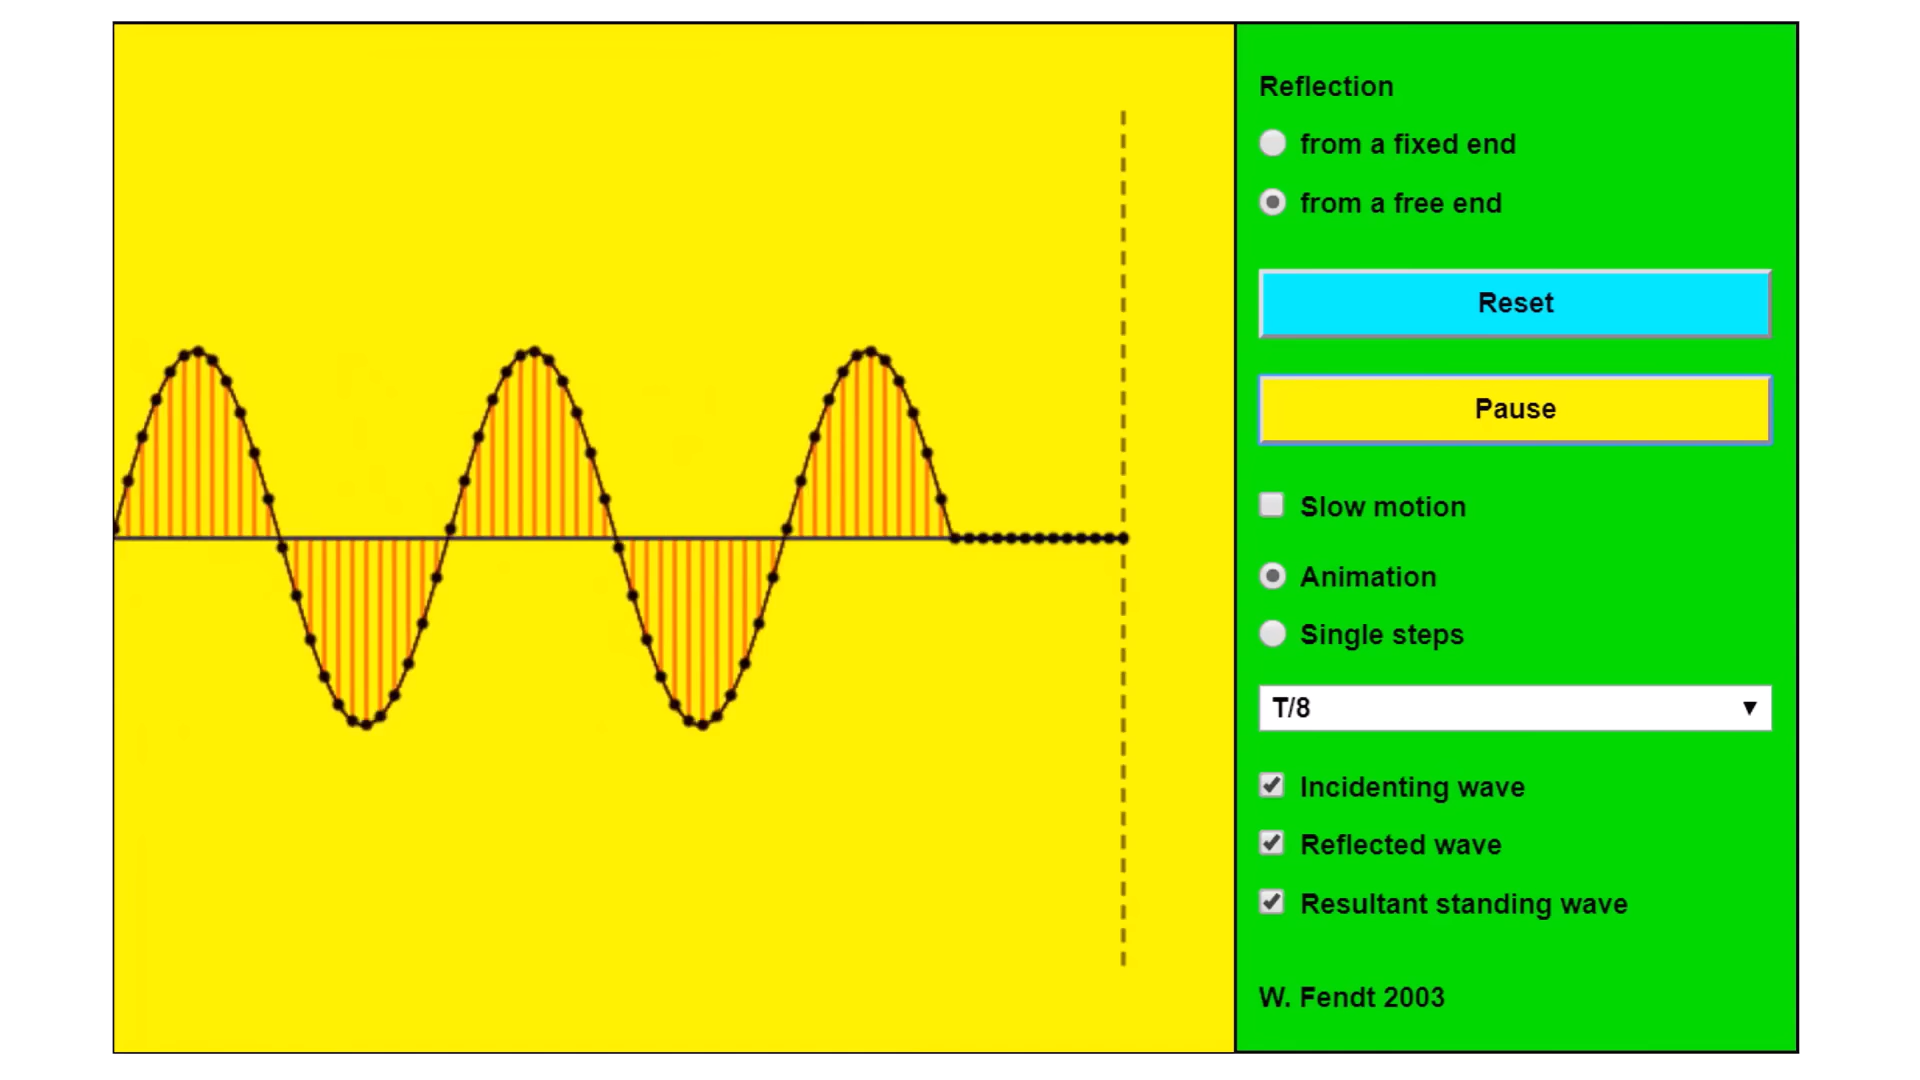 Reflection
from a fixed end
from a free end
Reset
Pause
Slow motion
Animation
Single steps
T/8
Incidenting wave
Reflected wave
Resultant standing wave
W. Fendt 2003